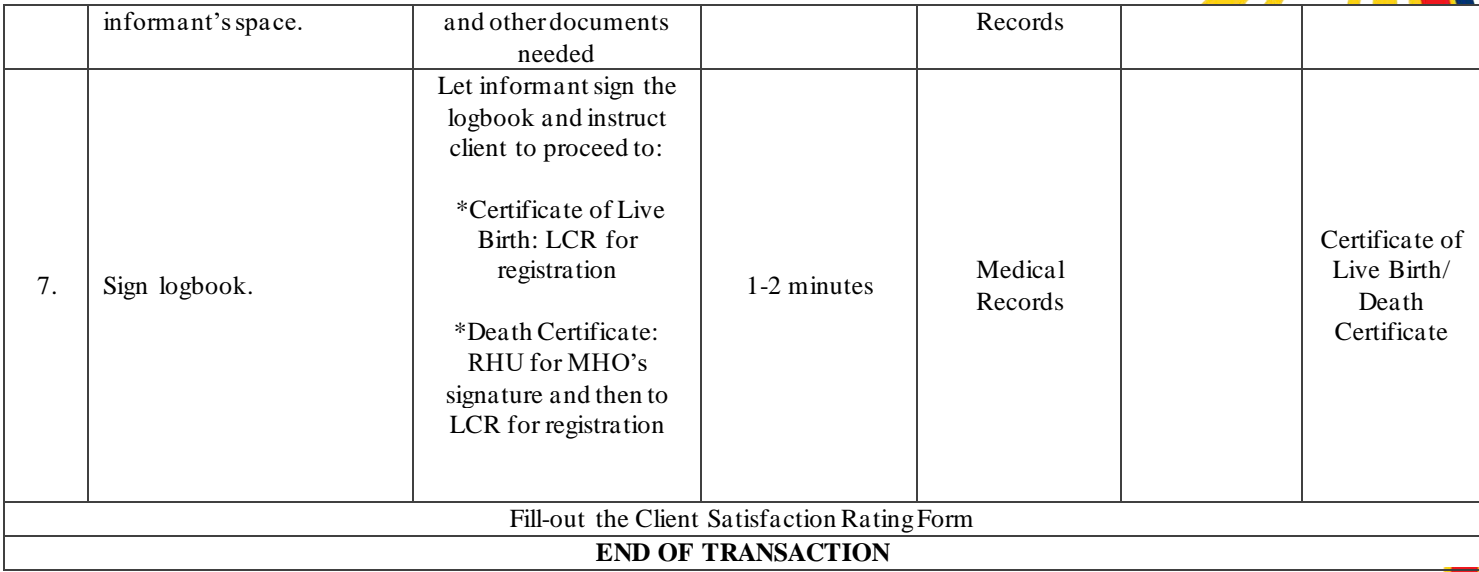 informant's space.
and other documents
needed
Records
7.
Sign logbook.
Let informant sign the
logbook and instruct
client to proceed to:
*Certificate of Live
Birth: LCR for
registration
*Death Certificate:
RHU for MHO's
signature and then to
LCR for registration
1-2 minutes
Medical
Records
Certificate of
Live Birth/
Death
Certificate
Fill-out the Client Satisfaction Rating Form
END OF TRANSACTION